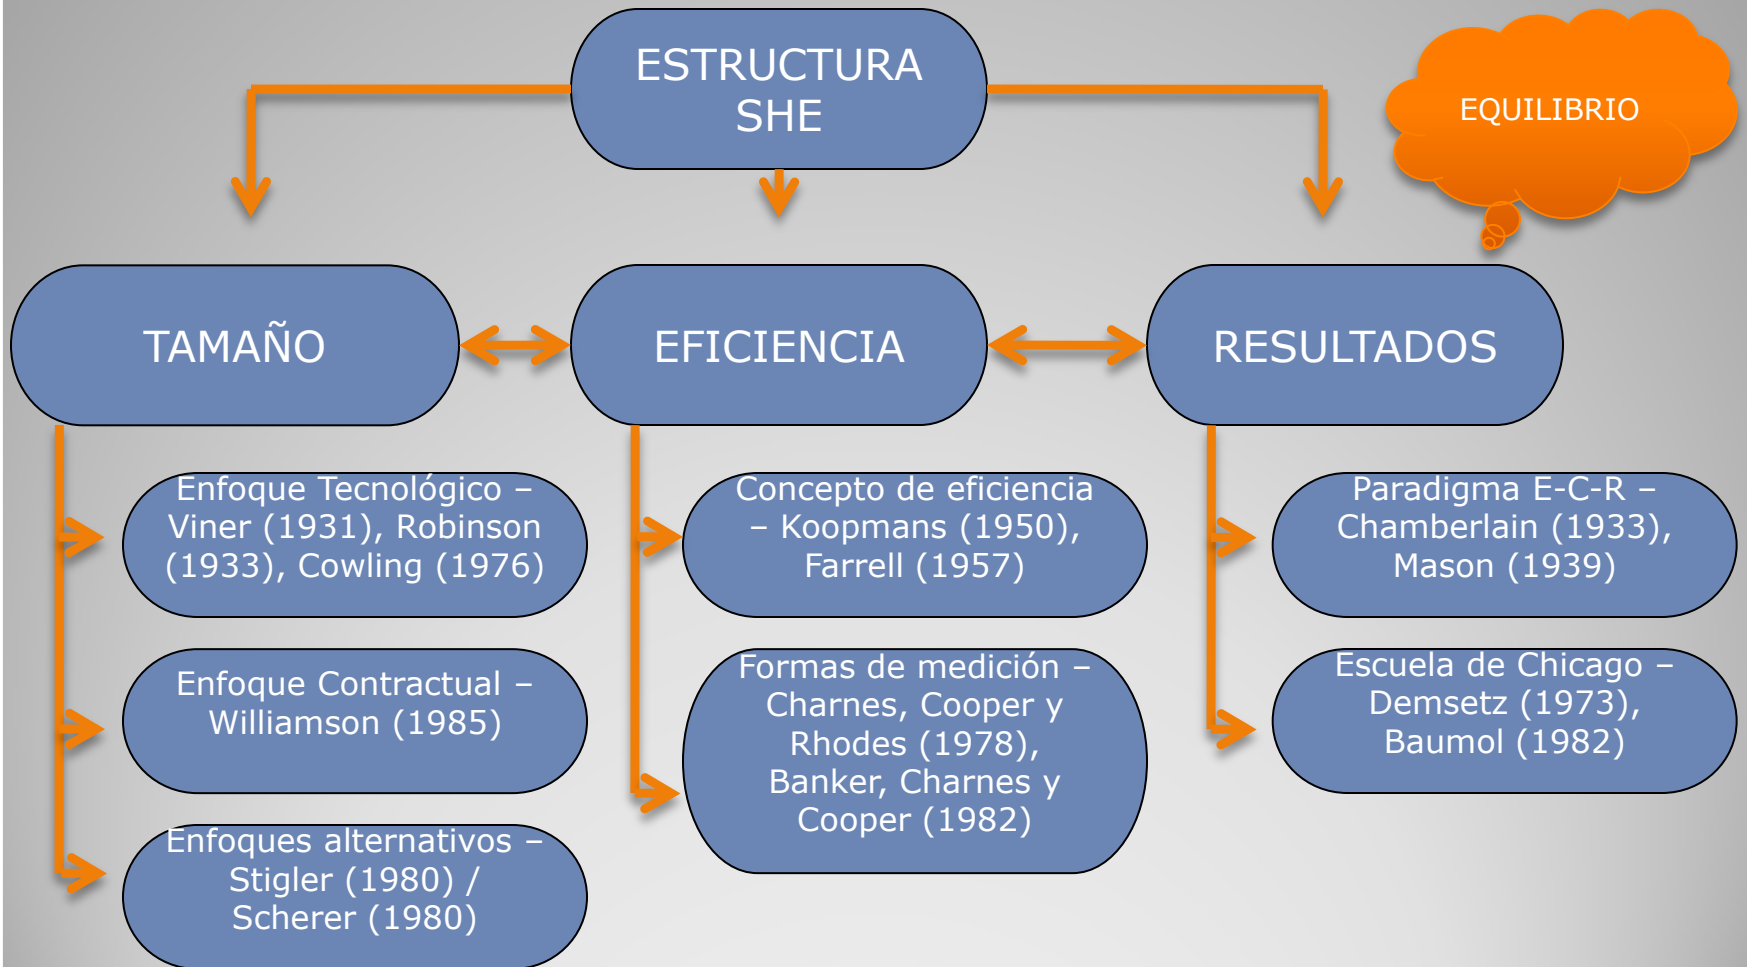 ESTRUCTURA
SHE
EQUILIBRIO
TAMAÑO
EFICIENCIA
RESULTADOS
Enfoque Tecnológico –
Viner (1931), Robinson
(1933), Cowling (1976)
Enfoque Contractual –
Williamson (1985)
Enfoques alternativos –
Stigler (1980) /
Scherer (1980)
Concepto de eficiencia
– Koopmans (1950),
Farrell (1957)
Formas de medición –
Charnes, Cooper y
Rhodes (1978),
Banker, Charnes y
Cooper (1982)
Paradigma E-C-R –
Chamberlain (1933),
Mason (1939)
Escuela de Chicago –
Demsetz (1973),
Baumol (1982)